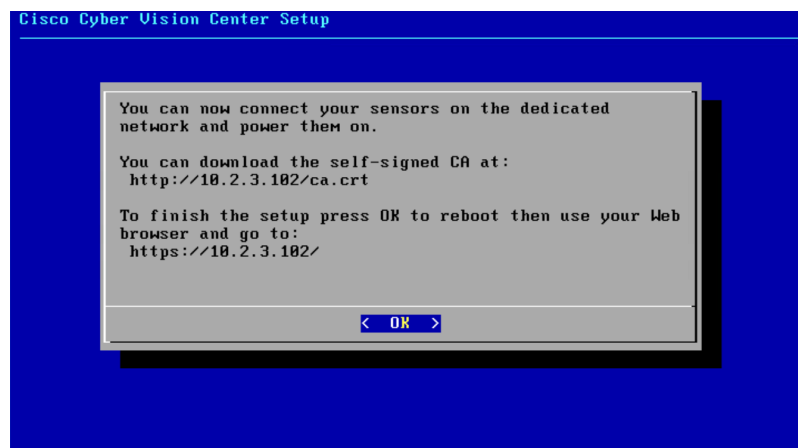 Cisco Cyber Vision Center Setup
You can now connect your sensors on the dedicated
network and power them on.
You can download the self-signed CA at:
http://10.2.3.102/ca.crt
To finish the setup press OK to reboot then use your Web
browser and go to:
https://10.2.3.102/
< OK >